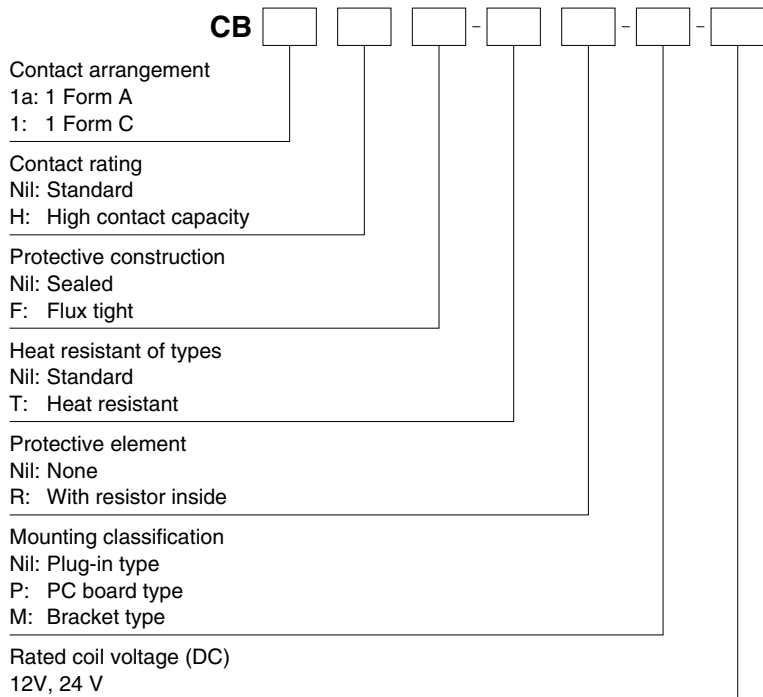 CB - - -
Contact arrangement
1a: 1 Form A
1: 1 Form C
Contact rating
Nil: Standard
H: High contact capacity
Protective construction
Nil: Sealed
F: Flux tight
Heat resistant of types
Nil: Standard
T: Heat resistant
Protective element
Nil: None
R: With resistor inside
Mounting classification
Nil: Plug-in type
P: PC board type
M: Bracket type
Rated coil voltage (DC)
12V, 24 V